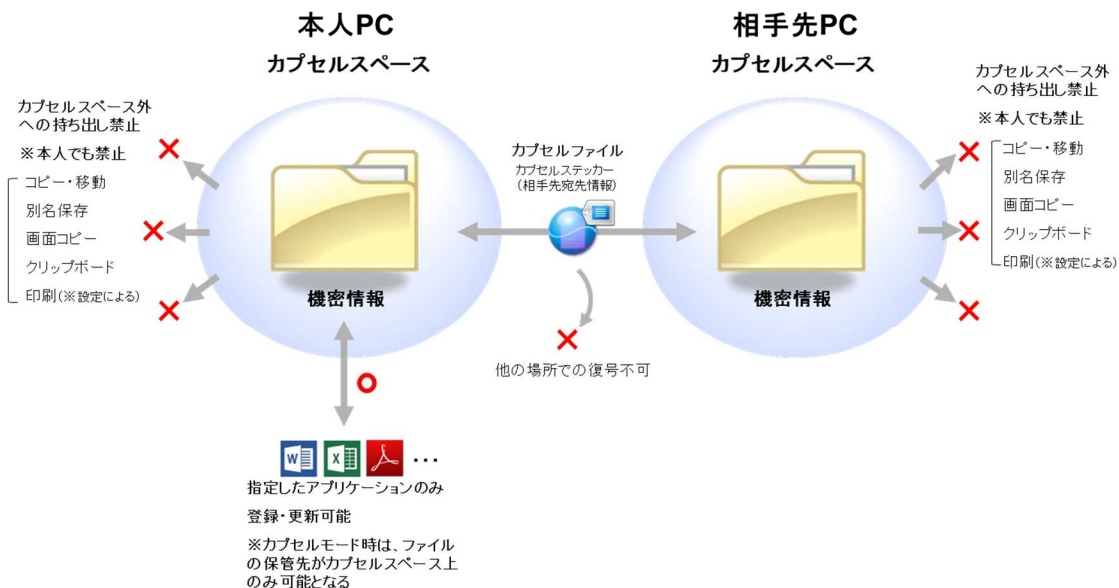 本人PC
カプセルスペース
相手先PC
カプセルスペース
カプセルスペース外
への持ち出し禁止
※本人でも禁止
コピー・移動
別名保存
画面コピー
クリップボード
印刷(※設定による)
機密情報
カプセルファイル
カプセルステッカー
(相手先宛先情報)
他の場所での復号不可
機密情報
カプセルスペース外
への持ち出し禁止
※本人でも禁止
コピー・移動
別名保存
画面コピー
クリップボード
印刷(※設定による)
W X ・・・
指定したアプリケーションのみ
登録・更新可能
※カプセルモード時は、ファイル
の保管先がカプセルスペース上
のみ可能となる